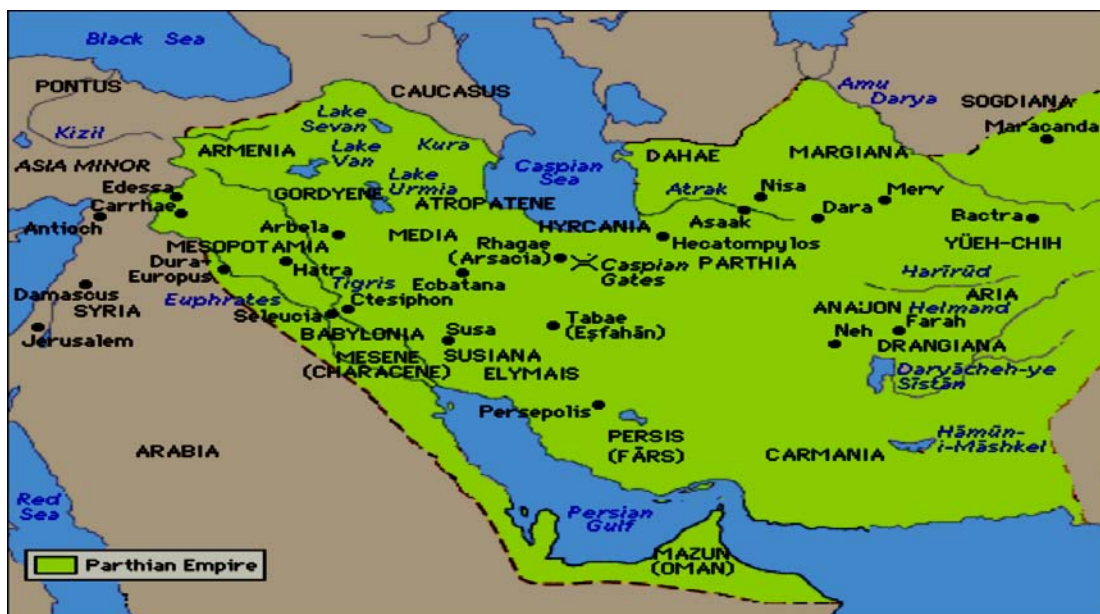 Black Sea
PONTUS
CAUCASUS
Amu
Darya
SOGDIANA
Maracanda
Kizil
Lake
Sevan
Kura
ARMENIA
Lake
Van
ASIA MINOR
Caspian
Sea
DAHAE
MARGIANA
Edessa
Carrhae
Antioch
GORDYENE
Lake
Urmia
ATROPATENE
Atrak
Nisa
Merv
Asaak
Dara
Bactra
YÜEH-CHIH
Arbela
MEDIA
HYRCANIA
Hecatompylos
PARTHIA
MESOPOTAMIA
Hatra
Rhagae
(Arsacia)
Caspian
Gates
Dura-
Europus
Tigris
Ecbatana
Harīrūd
Damascus
SYRIA
Euphrates
Ctesiphon
Seleucia
ARIA
ANAUON
Helmand
Farah
Neh
DRANGIANA
Jerusalem
BABYLONIA
Susa
Tabae
(Eşfahān)
MESENE
(CHARACENE)
SUSIANA
ELYMAIS
Daryācheh-ye
Sīstān
Persepolis
PERSIS
(FĀRS)
CARMANIA
Hāmūn-
i-Māshkel
ARABIA
Red
Sea
Persian
Gulf
MAZUN
(OMAN)
Parthian Empire